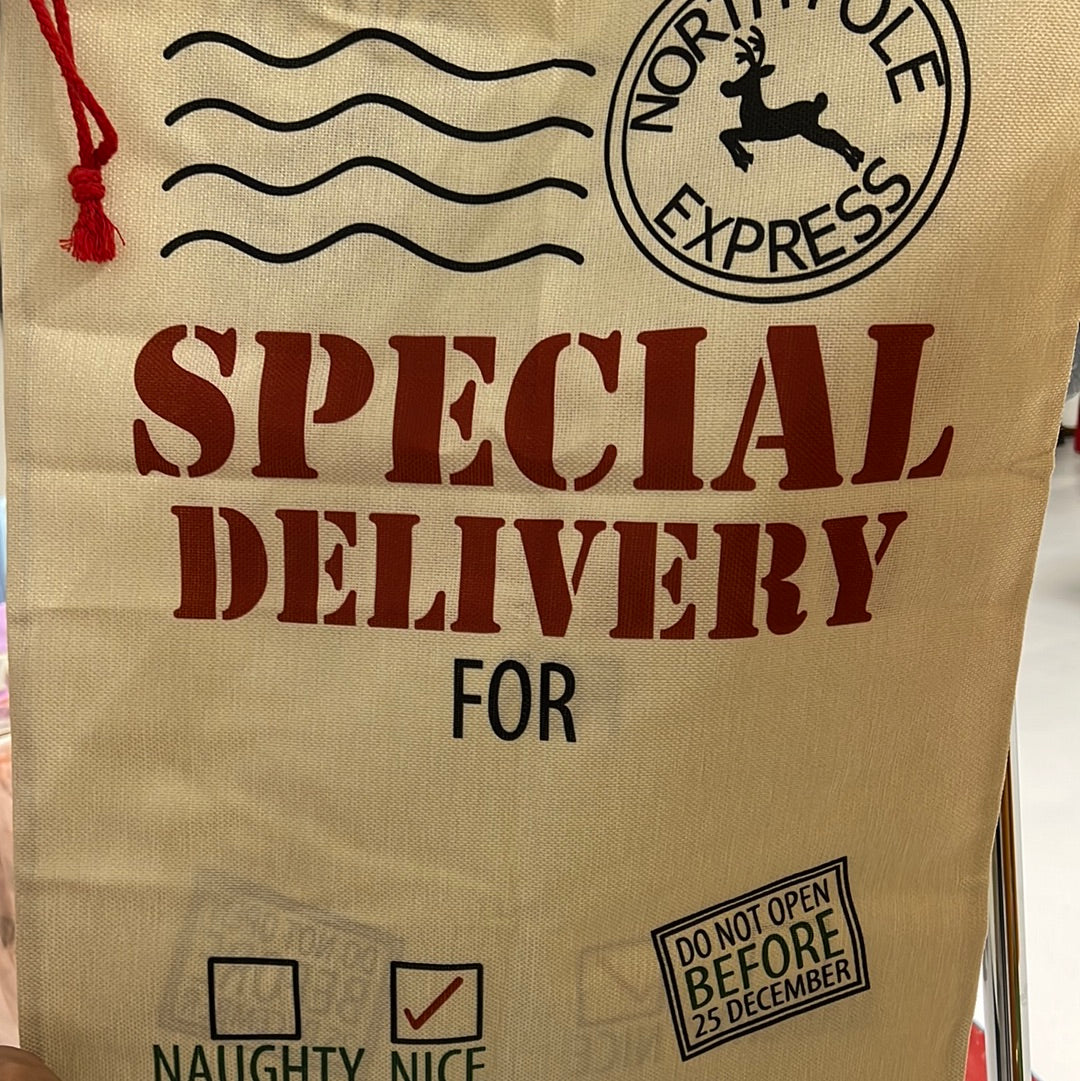 NORTH POLE
EXPRESS
SPECIAL
DELIVERY
FOR
DO NOT OPEN
BEFORE
25 DECEMBER
NAUGHTY NICE